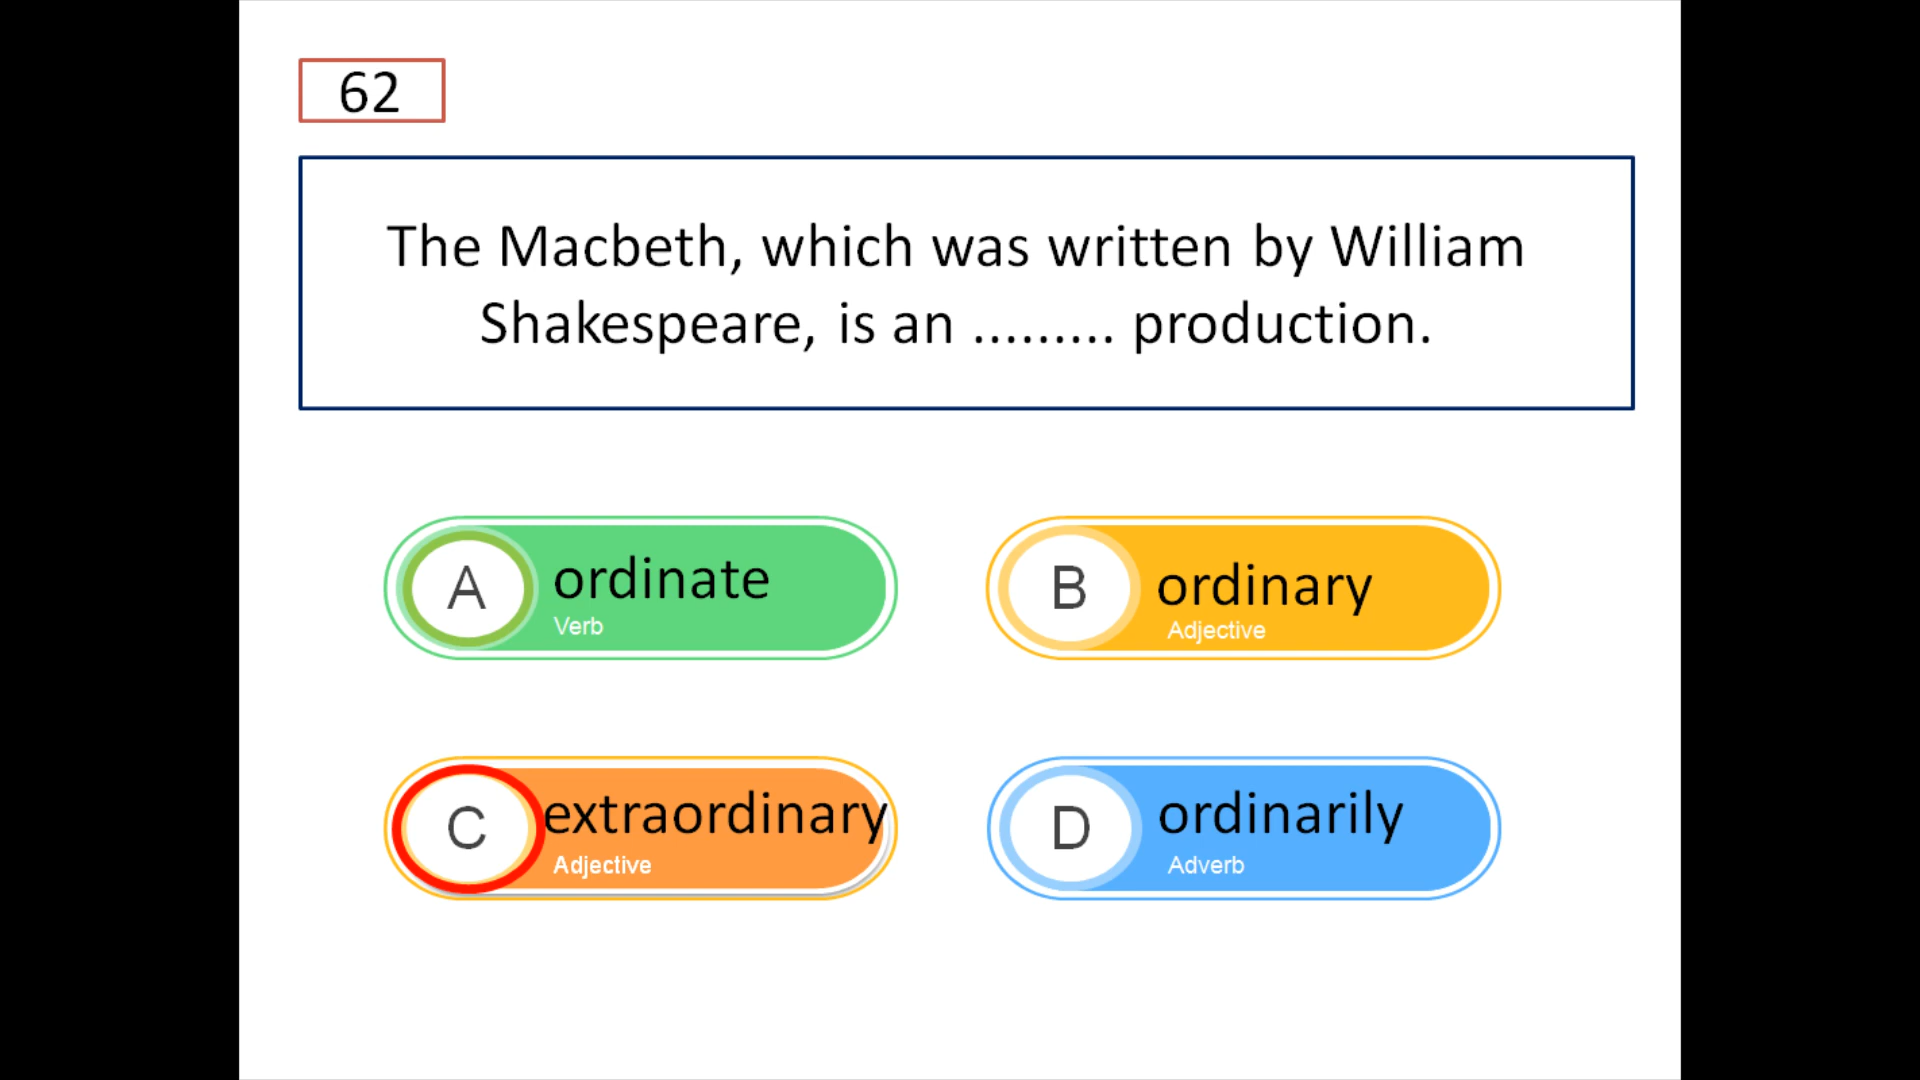 62
The Macbeth, which was written by William
Shakespeare, is an ......... production.
A ordinate
Verb
B ordinary
Adjective
C extraordinary
Adjective
D ordinarily
Adverb